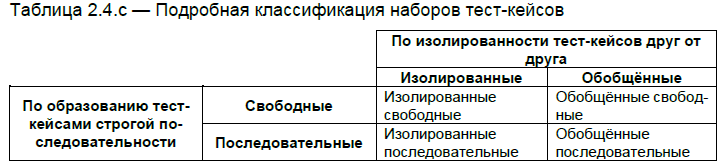 Таблица 2.4.c — Подробная классификация наборов тест-кейсов
По изолированности тест-кейсов друг от
друга
Изолированные
Обобщённые
По образованию тест-
кейсами строгой по-
следовательности
Свободные
Изолированные
свободные
Обобщённые свобод-
ные
Последовательные
Изолированные
последовательные
Обобщённые
последовательные